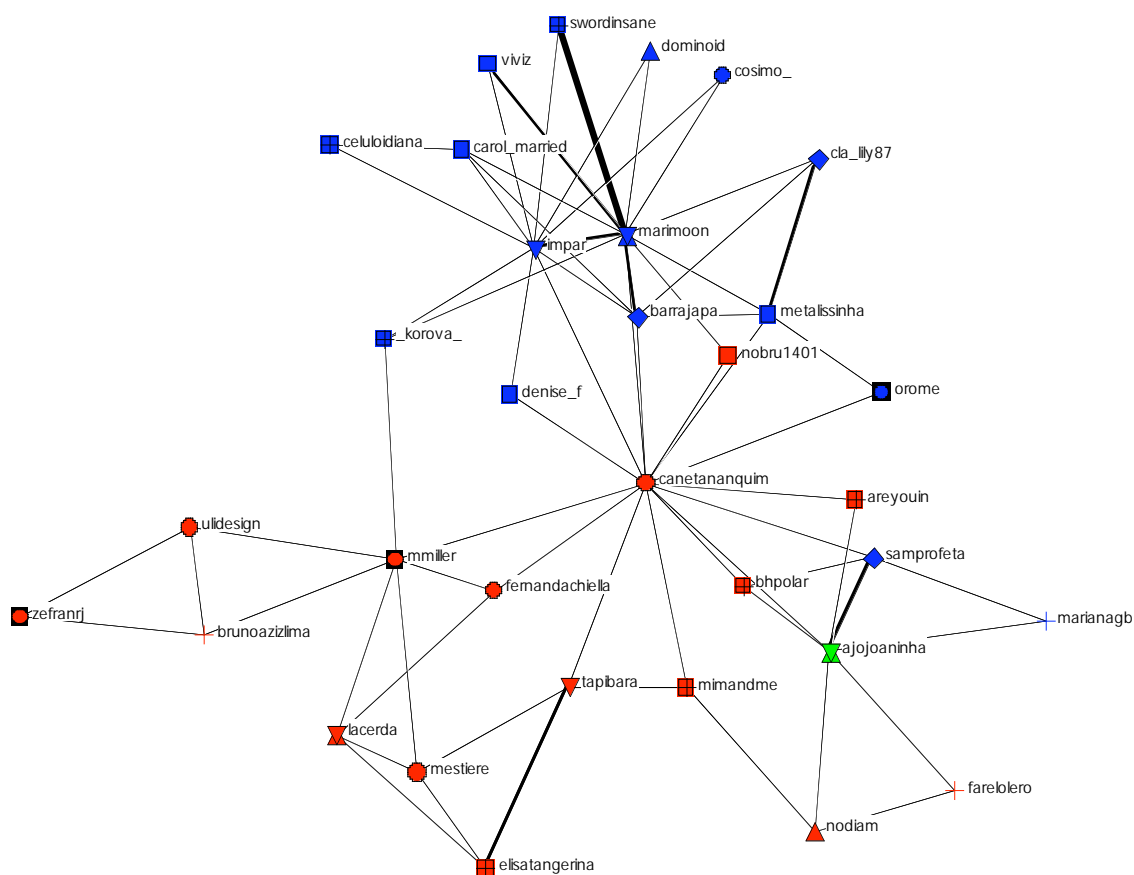 swordinsane
dominoid
viviz
cosimo_
celuloidiana
carol_married
cla_lily87
marimoon
impar
barrajapa
metalissinha
_korova_
nobru1401
denise_f
orome
canetananquim
areyouin
ulidesign
mmiller
samprofeta
fernandachiella
bhpolar
zefranrj
marianagb
brunoazizlima
ajojoaninha
tapibara
mimandme
lacerda
mestiere
farelolero
nodiam
elisatangerina